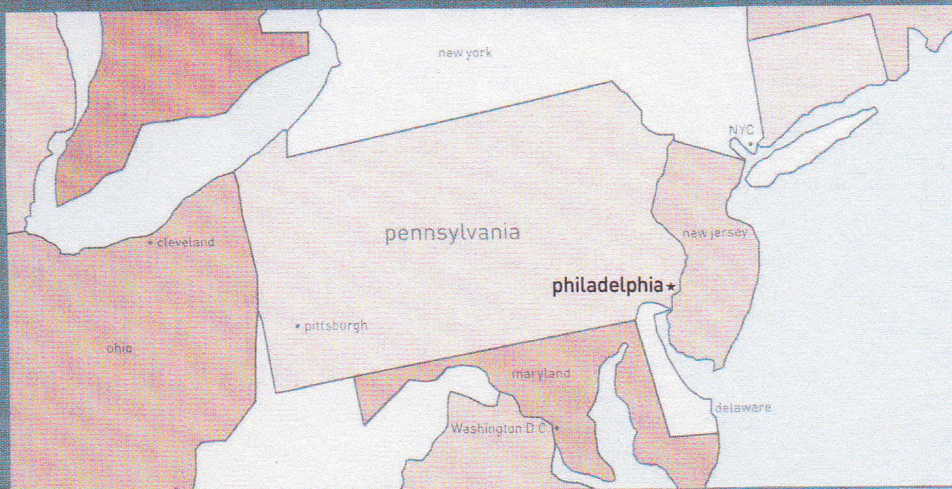 new york
NYC
pennsylvania
new jersey
cleveland
philadelphia
pittsburgh
ohio
maryland
delaware
Washington D C